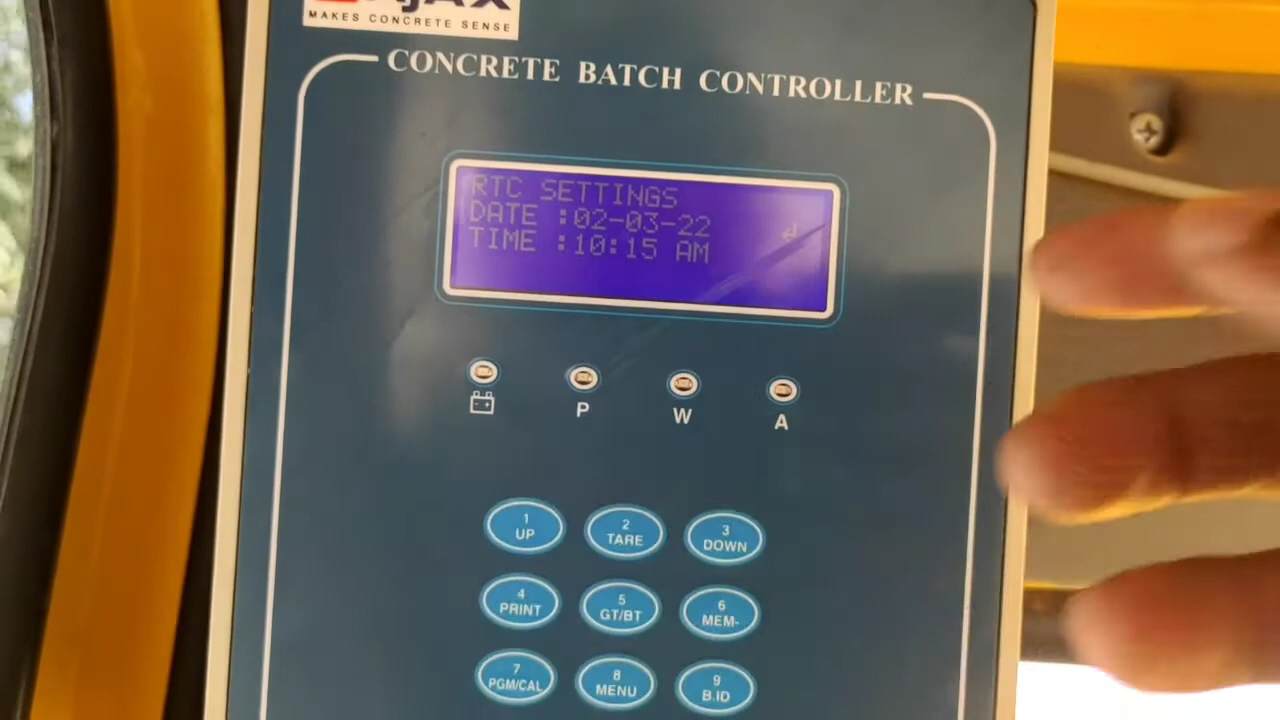 AJAX
MAKES CONCRETE SENSE
CONCRETE BATCH CONTROLLER
RTC SETTINGS
DATE :02-03-22
TIME :10:15 AM
P
W
A
1
UP
2
TARE
3
DOWN
4
PRINT
5
GT/BT
6
MEM-
7
PGM/CAL
8
MENU
9
B.ID